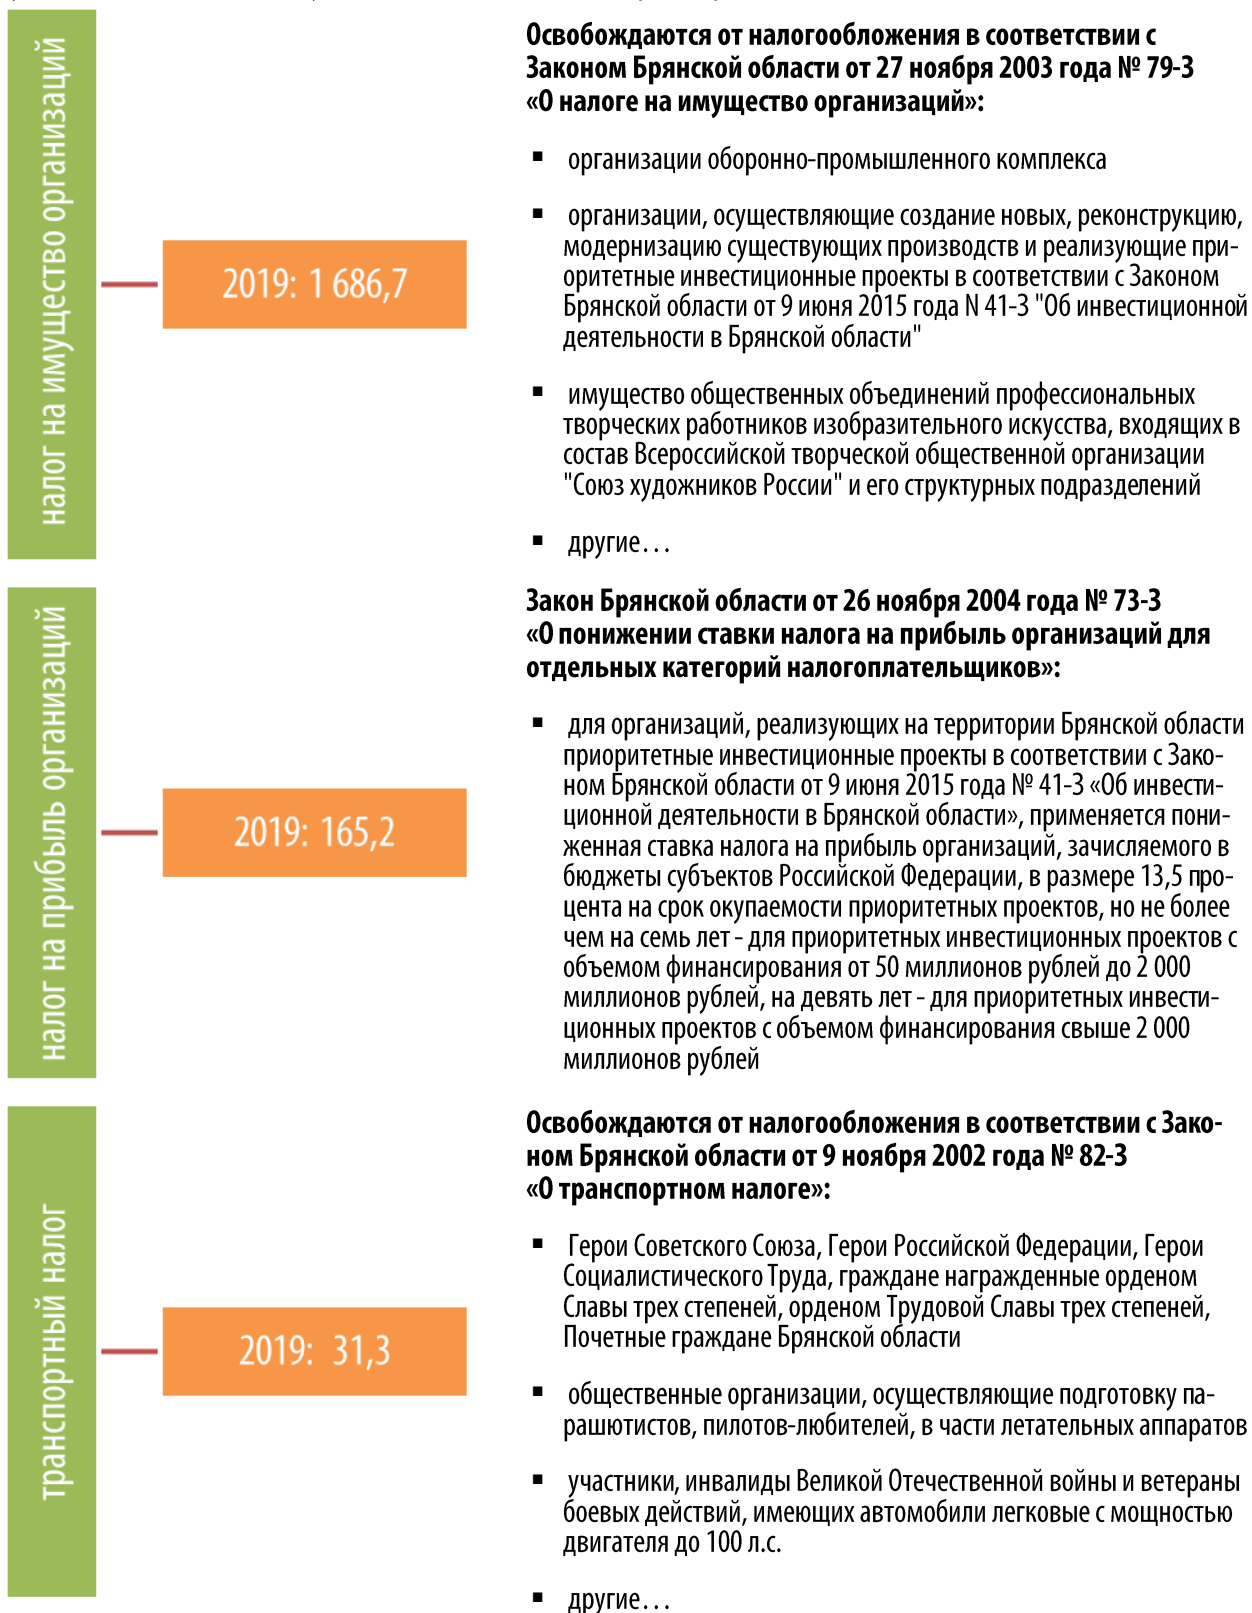 налог на имущество организаций
2019: 1 686,7
Освобождаются от налогообложения в соответствии с
Законом Брянской области от 27 ноября 2003 года № 79-З
«О налоге на имущество организаций»:
▪ организации оборонно-промышленного комплекса
▪ организации, осуществляющие создание новых, реконструкцию,
модернизацию существующих производств и реализующие при-
оритетные инвестиционные проекты в соответствии с Законом
Брянской области от 9 июня 2015 года N 41-З "Об инвестиционной
деятельности в Брянской области"
▪ имущество общественных объединений профессиональных
творческих работников изобразительного искусства, входящих в
состав Всероссийской творческой общественной организации
"Союз художников России" и его структурных подразделений
▪ другие…
налог на прибыль организаций
2019: 165,2
Закон Брянской области от 26 ноября 2004 года № 73-З
«О понижении ставки налога на прибыль организаций для
отдельных категорий налогоплательщиков»:
▪ для организаций, реализующих на территории Брянской области
приоритетные инвестиционные проекты в соответствии с Зако-
ном Брянской области от 9 июня 2015 года № 41-З «Об инвести-
ционной деятельности в Брянской области», применяется пони-
женная ставка налога на прибыль организаций, зачисляемого в
бюджеты субъектов Российской Федерации, в размере 13,5 про-
цента на срок окупаемости приоритетных проектов, но не более
чем на семь лет - для приоритетных инвестиционных проектов с
объемом финансирования от 50 миллионов рублей до 2 000
миллионов рублей, на девять лет - для приоритетных инвести-
ционных проектов с объемом финансирования свыше 2 000
миллионов рублей
транспортный налог
2019: 31,3
Освобождаются от налогообложения в соответствии с Зако-
ном Брянской области от 9 ноября 2002 года № 82-З
«О транспортном налоге»:
▪ Герои Советского Союза, Герои Российской Федерации, Герои
Социалистического Труда, граждане награжденные орденом
Славы трех степеней, орденом Трудовой Славы трех степеней,
Почетные граждане Брянской области
▪ общественные организации, осуществляющие подготовку па-
рашютистов, пилотов-любителей, в части летательных аппаратов
▪ участники, инвалиды Великой Отечественной войны и ветераны
боевых действий, имеющих автомобили легковые с мощностью
двигателя до 100 л.с.
▪ другие…